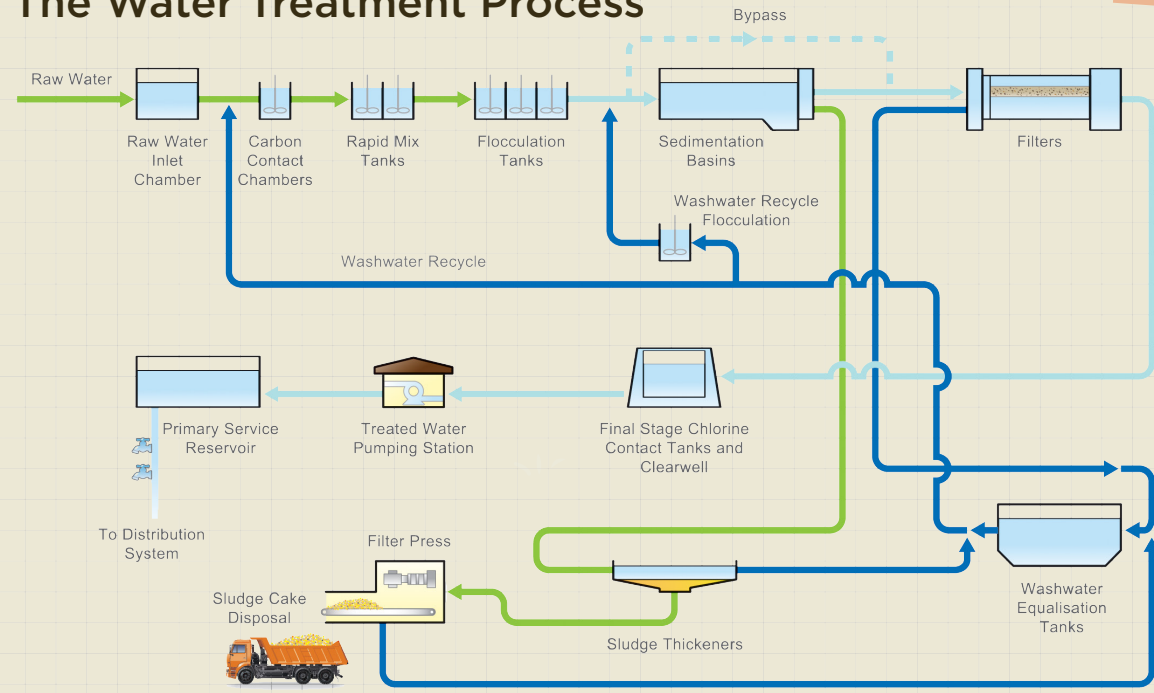 The Water Treatment Process
Bypass
Raw Water
Raw Water
Inlet
Chamber
Carbon
Contact
Chambers
Rapid Mix
Tanks
Flocculation
Tanks
Sedimentation
Basins
Filters
Washwater Recycle
Flocculation
Washwater Recycle
Primary Service
Reservoir
Treated Water
Pumping Station
Final Stage Chlorine
Contact Tanks and
Clearwell
To Distribution
System
Filter Press
Sludge Cake
Disposal
Sludge Thickeners
Washwater
Equalisation
Tanks